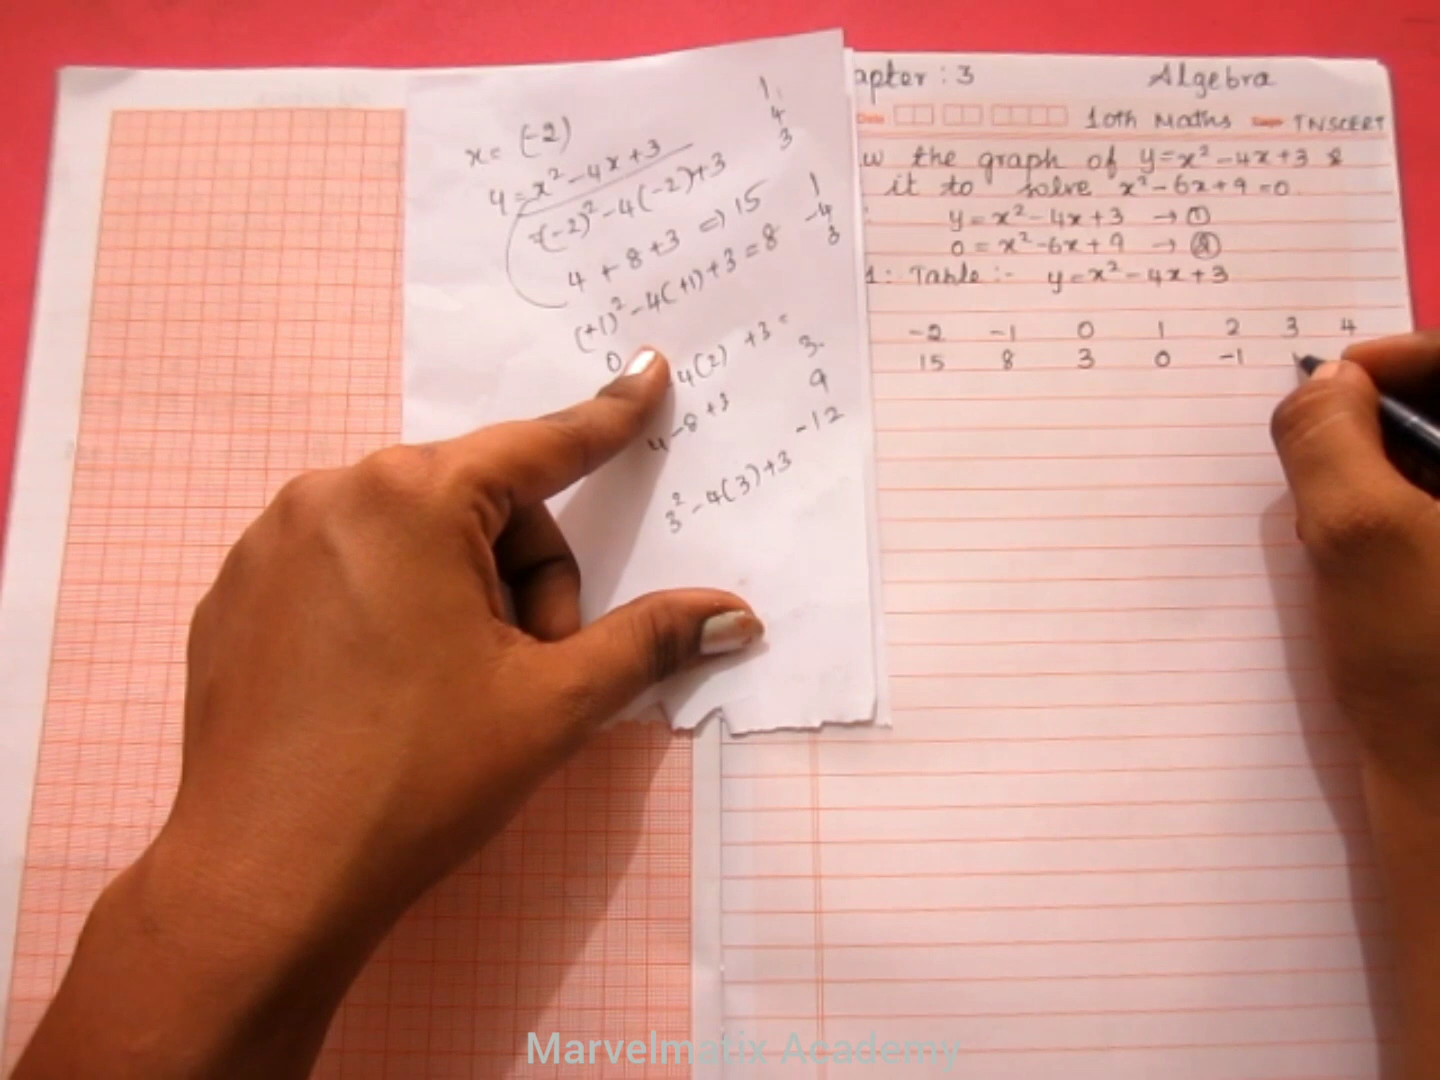 x = (-2)
y = x² - 4x + 3
(-2)² - 4(-2) + 3
4 + 8 + 3 => 15
(+1)² - 4(+1) + 3 = 8
0
4(2) + 3 =
4 - 8 + 3
3² - 4(3) + 3
1
4
3
1
-4
3
3
9
-12
apter : 3 Algebra
Date 10th Maths Page TNSCERT
w the graph of y=x² - 4x + 3 &
it to solve x² - 6x + 9 = 0.
y = x² - 4x + 3 → ①
0 = x² - 6x + 9 → ②
1: Table :- y = x² - 4x + 3
-2 -1 0 1 2 3 4
15 8 3 0 -1
Marvelmatix Academy